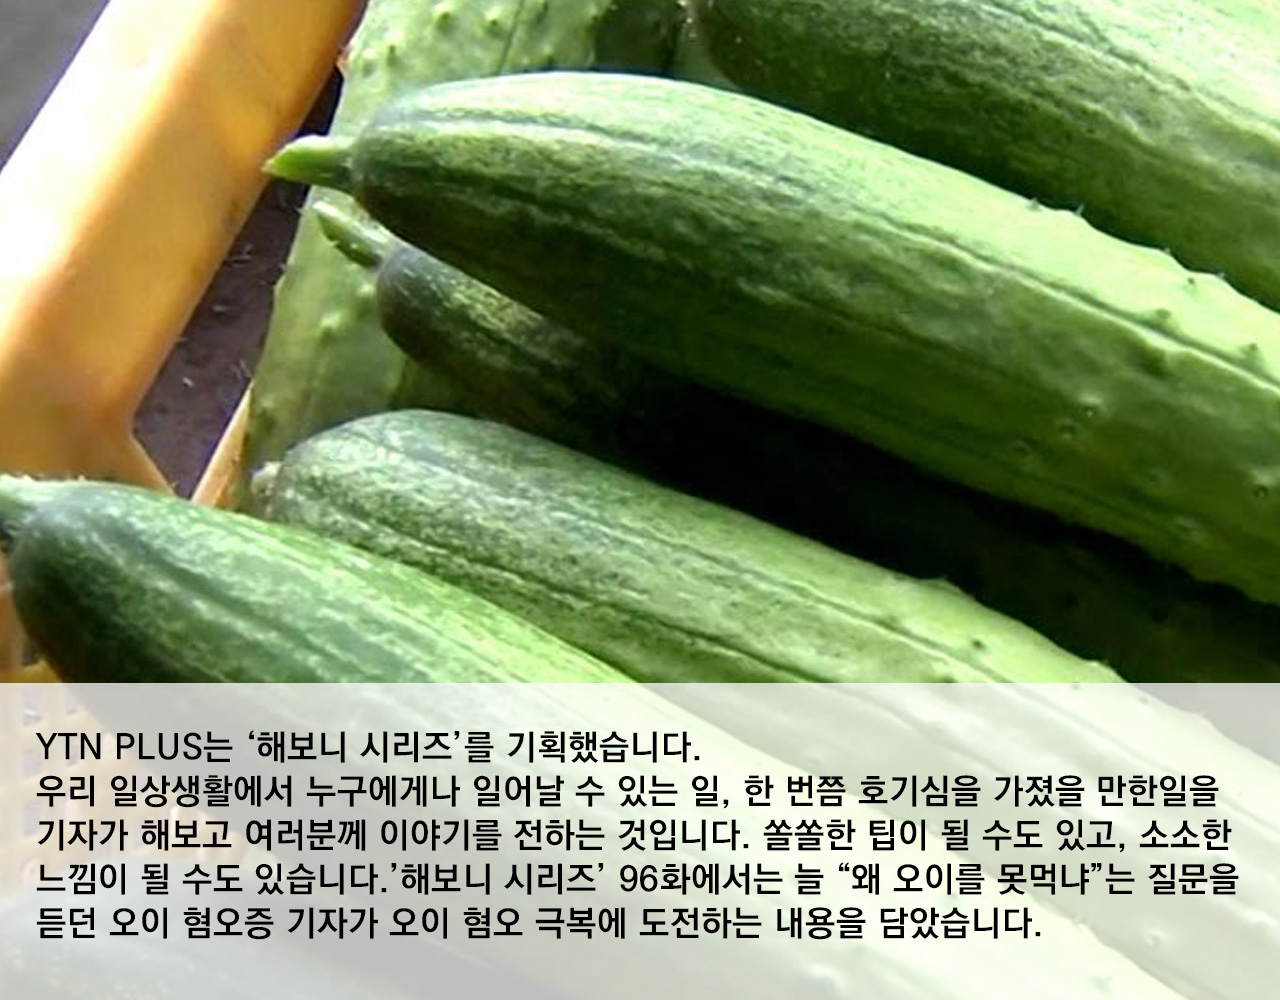 YTN PLUS는 ‘해보니 시리즈’를 기획했습니다.
우리 일상생활에서 누구에게나 일어날 수 있는 일, 한 번쯤 호기심을 가졌을 만한일을
기자가 해보고 여러분께 이야기를 전하는 것입니다. 쏠쏠한 팁이 될 수도 있고, 소소한
느낌이 될 수도 있습니다.’해보니 시리즈’ 96화에서는 늘 “왜 오이를 못먹냐”는 질문을
듣던 오이 혐오증 기자가 오이 혐오 극복에 도전하는 내용을 담았습니다.